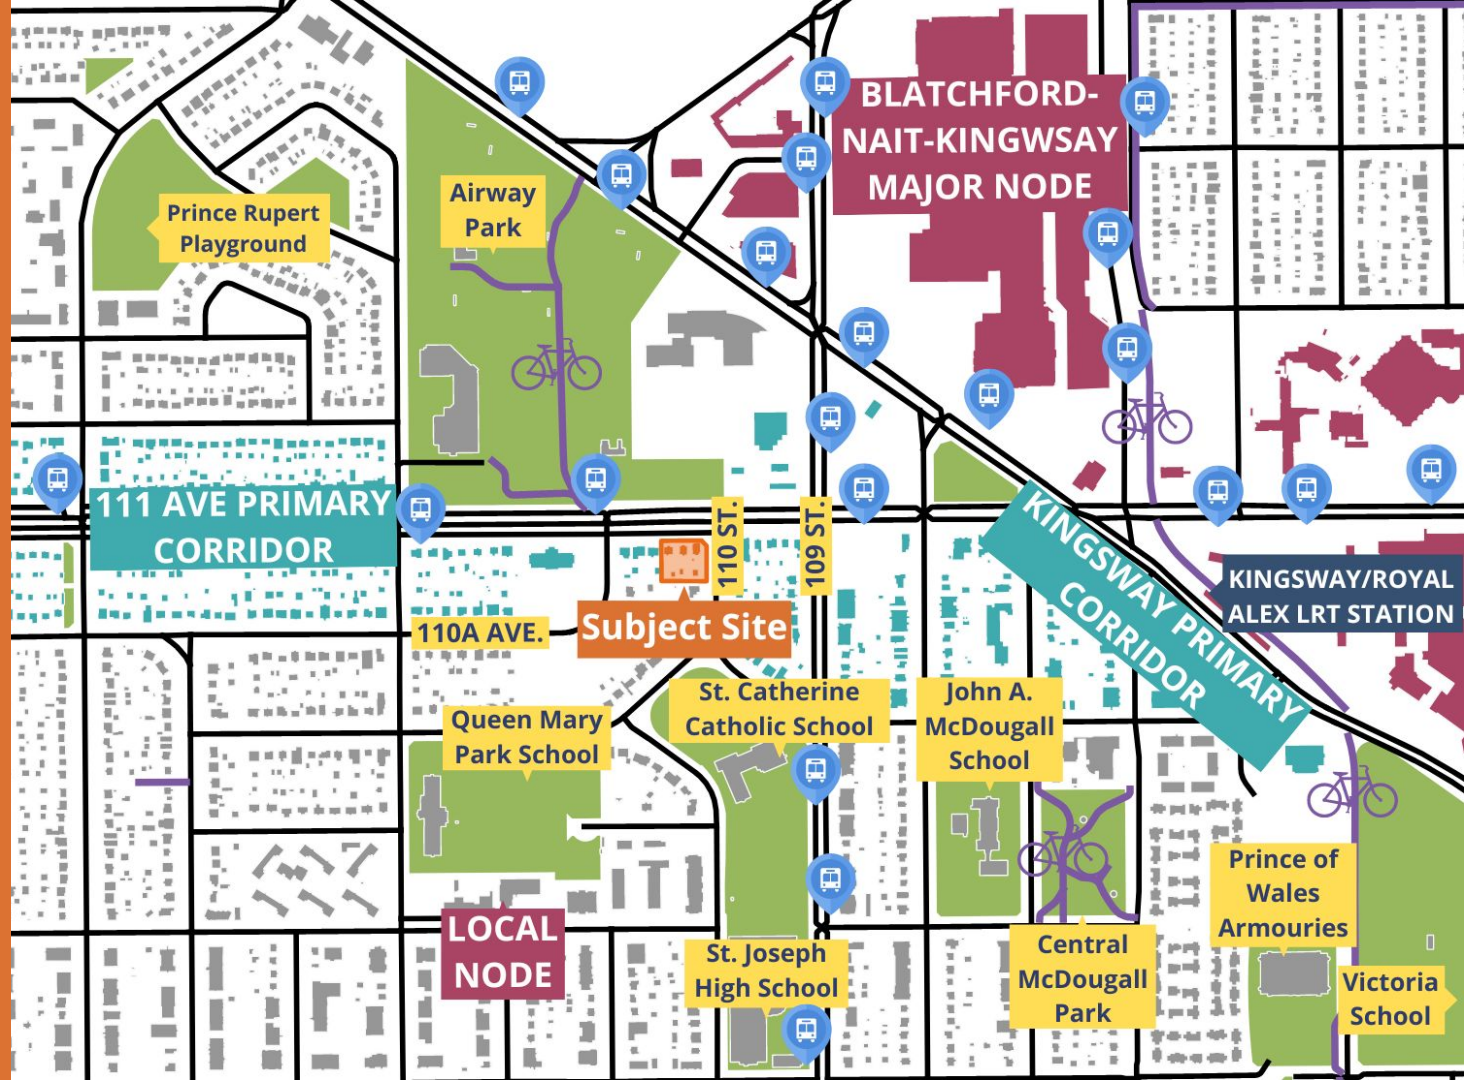 BLATCHFORD-
NAIT-KINGWSAY
MAJOR NODE
Airway
Park
Prince Rupert
Playground
111 AVE PRIMARY
CORRIDOR
110 ST.
109 ST.
KINGSWAY PRIMARY
CORRIDOR
KINGSWAY/ROYAL
ALEX LRT STATION
110A AVE.
Subject Site
St. Catherine
Catholic School
John A.
McDougall
School
Queen Mary
Park School
Prince of
Wales
Armouries
LOCAL
NODE
St. Joseph
High School
Central
McDougall
Park
Victoria
School